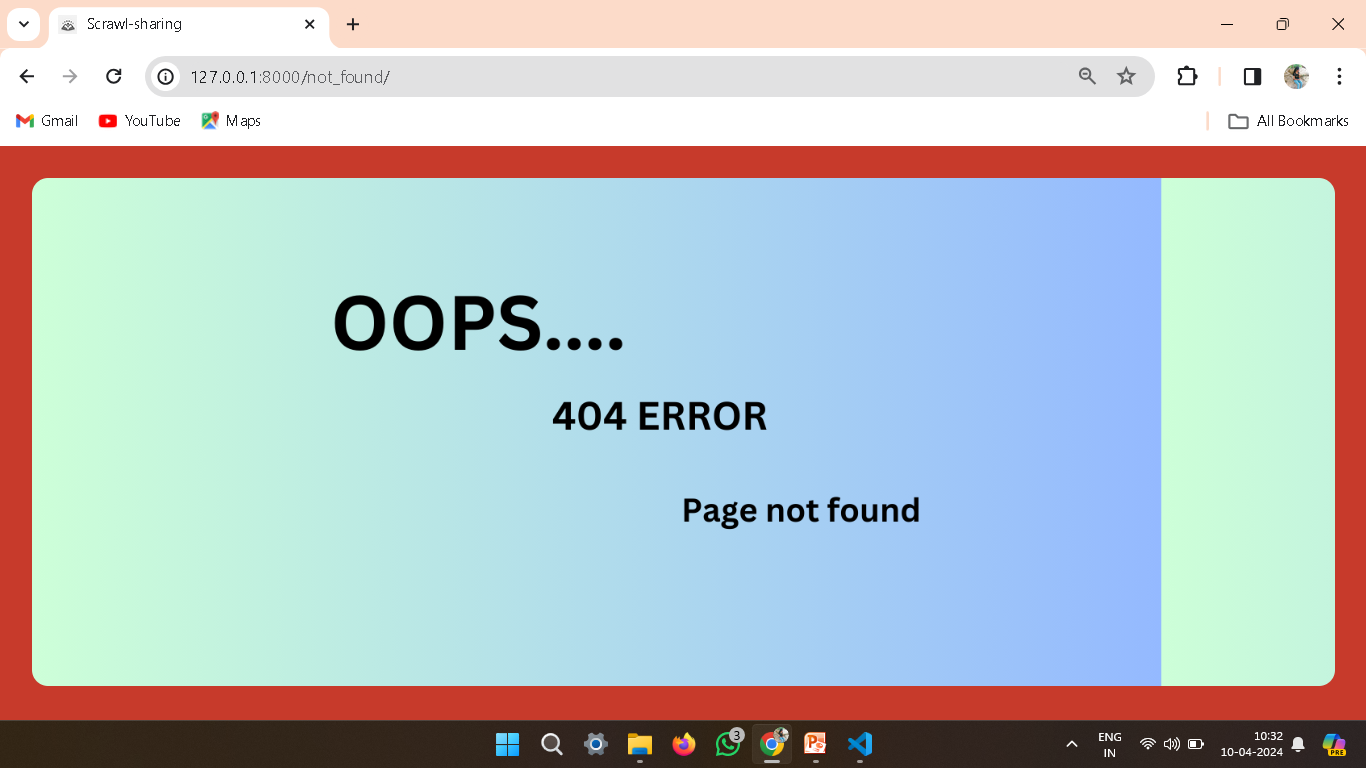 Scrawl-sharing
127.0.0.1:8000/not_found/
Gmail YouTube Maps All Bookmarks
OOPS....
404 ERROR
Page not found
3
ENG
IN
10:32
10-04-2024
PRE